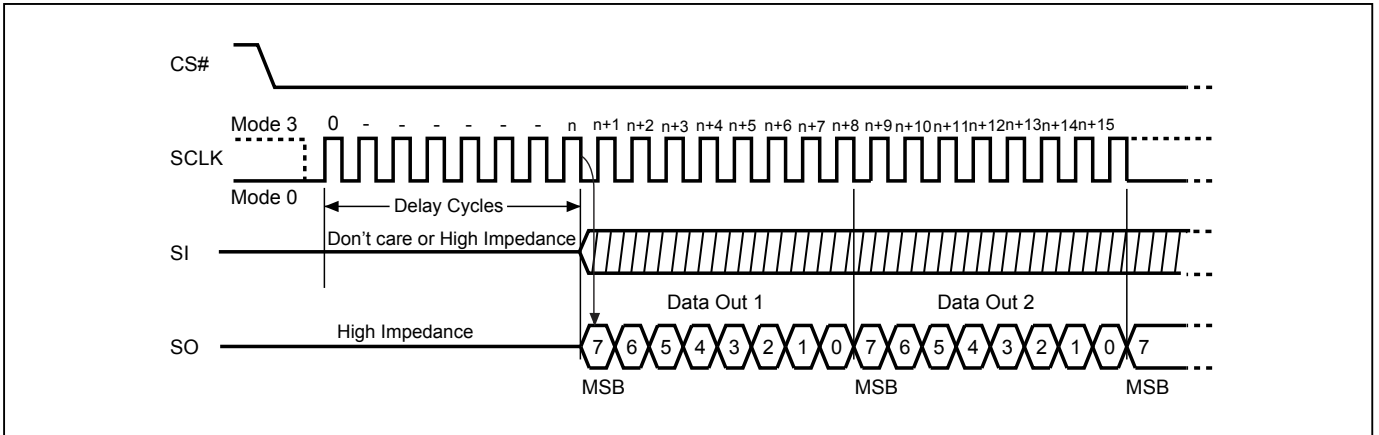 CS#
Mode 3 0 - - - - - - n n+1 n+2 n+3 n+4 n+5 n+6 n+7 n+8 n+9 n+10 n+11 n+12 n+13 n+14 n+15
SCLK
Mode 0
Delay Cycles
Don't care or High Impedance
SI
Data Out 1 Data Out 2
High Impedance
SO 7 6 5 4 3 2 1 0 7 6 5 4 3 2 1 0 7
MSB MSB MSB